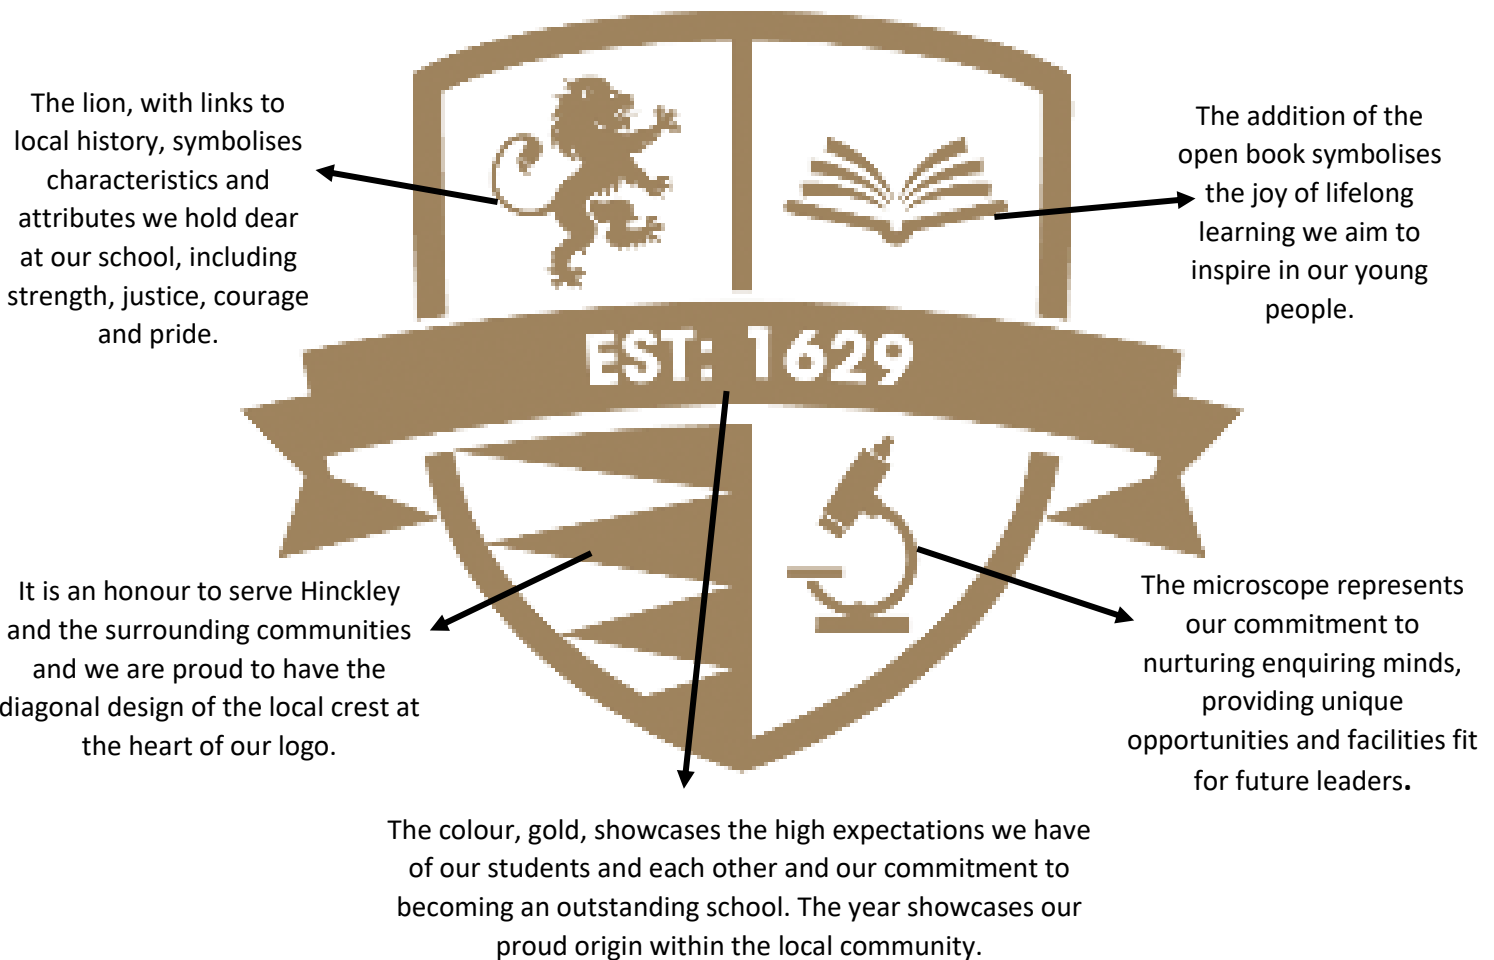 The lion, with links to
local history, symbolises
characteristics and
attributes we hold dear
at our school, including
strength, justice, courage
and pride.
The addition of the
open book symbolises
the joy of lifelong
learning we aim to
inspire in our young
people.
EST: 1629
It is an honour to serve Hinckley
and the surrounding communities
and we are proud to have the
diagonal design of the local crest at
the heart of our logo.
The microscope represents
our commitment to
nurturing enquiring minds,
providing unique
opportunities and facilities fit
for future leaders.
The colour, gold, showcases the high expectations we have
of our students and each other and our commitment to
becoming an outstanding school. The year showcases our
proud origin within the local community.